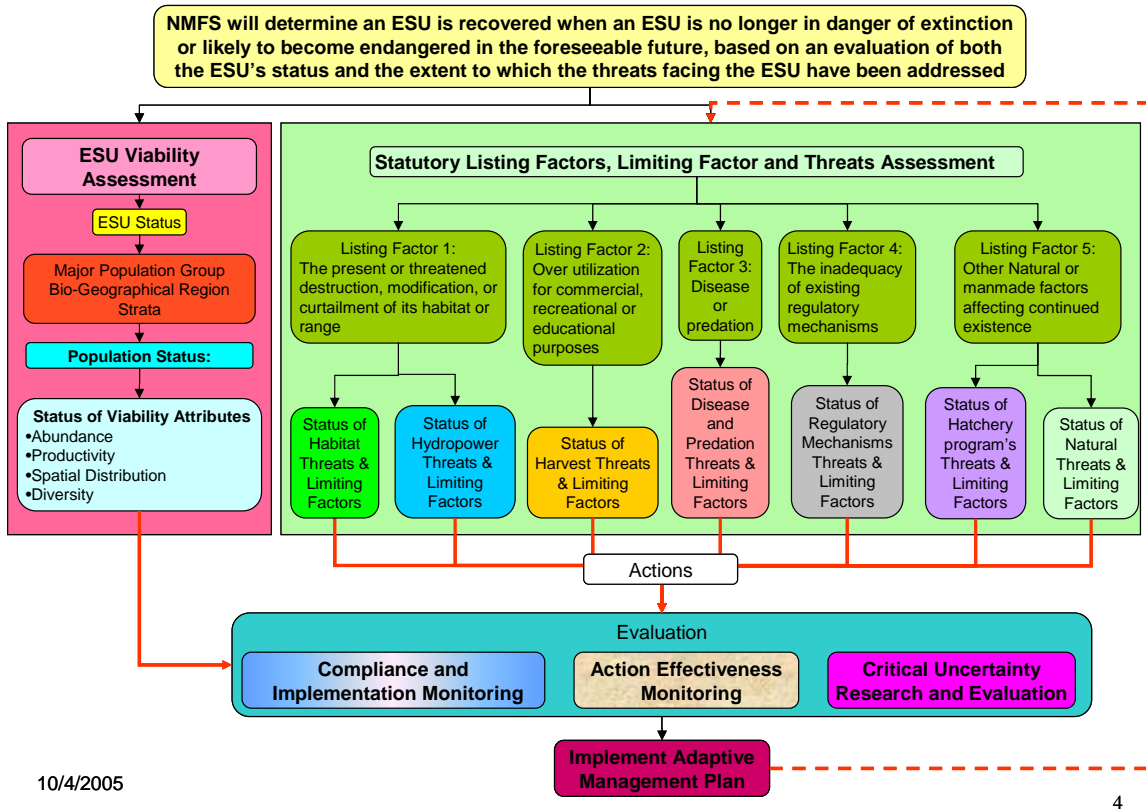 NMFS will determine an ESU is recovered when an ESU is no longer in danger of extinction
or likely to become endangered in the foreseeable future, based on an evaluation of both
the ESU's status and the extent to which the threats facing the ESU have been addressed
ESU Viability
Assessment
ESU Status
Major Population Group
Bio-Geographical Region
Strata
Population Status:
Status of Viability Attributes
•Abundance
•Productivity
•Spatial Distribution
•Diversity
Statutory Listing Factors, Limiting Factor and Threats Assessment
Listing Factor 1:
The present or threatened
destruction, modification, or
curtailment of its habitat or
range
Listing Factor 2:
Over utilization
for commercial,
recreational or
educational
purposes
Listing
Factor 3:
Disease
or
predation
Listing Factor 4:
The inadequacy
of existing
regulatory
mechanisms
Listing Factor 5:
Other Natural or
manmade factors
affecting continued
existence
Status of
Habitat
Threats &
Limiting
Factors
Status of
Hydropower
Threats &
Limiting
Factors
Status of
Harvest Threats
& Limiting
Factors
Status of
Disease
and
Predation
Threats &
Limiting
Factors
Status of
Regulatory
Mechanisms
Threats &
Limiting
Factors
Status of
Hatchery
program's
Threats &
Limiting
Factors
Status of
Natural
Threats &
Limiting
Factors
Actions
Evaluation
Compliance and
Implementation Monitoring
Action Effectiveness
Monitoring
Critical Uncertainty
Research and Evaluation
Implement Adaptive
Management Plan
10/4/2005
4